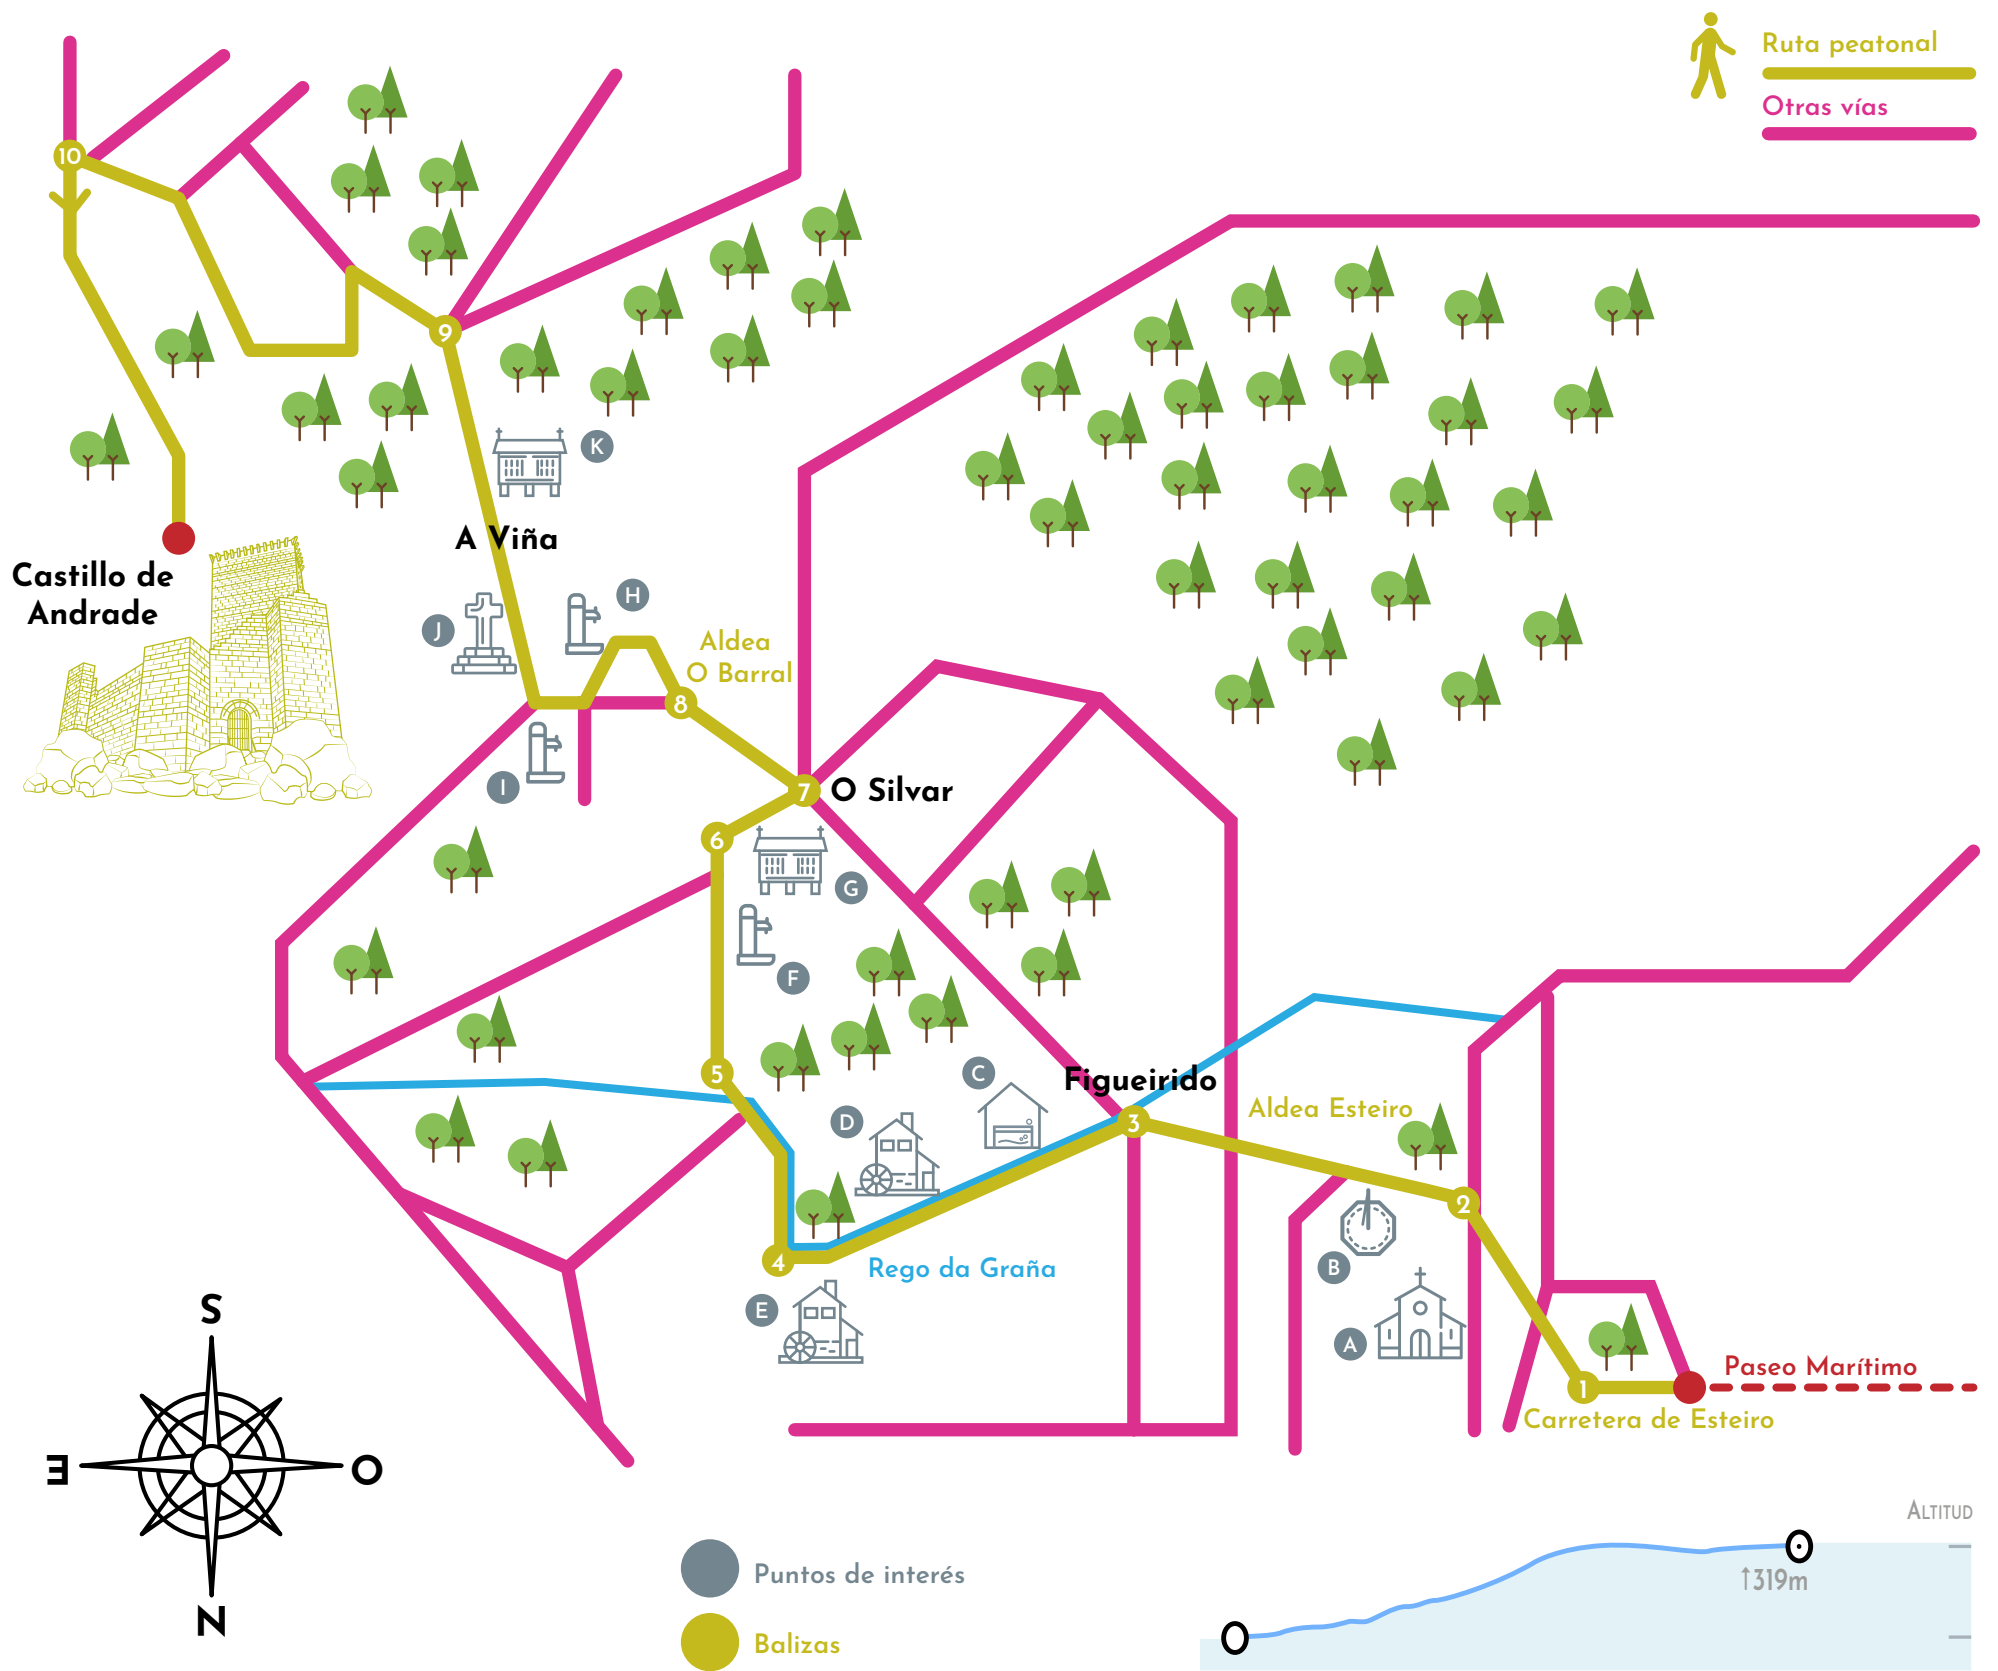 Ruta peatonal
Otras vías
10
9
K
A Viña
Castillo de
Andrade
J
H
Aldea
O Barral
8
I
7
O Silvar
6
G
F
5
C
Figueirido
D
3
Aldea Esteiro
2
4
Rego da Graña
B
E
A
Paseo Marítimo
1
Carretera de Esteiro
S
E
O
N
Puntos de interés
Balizas
Altitud
↑319m